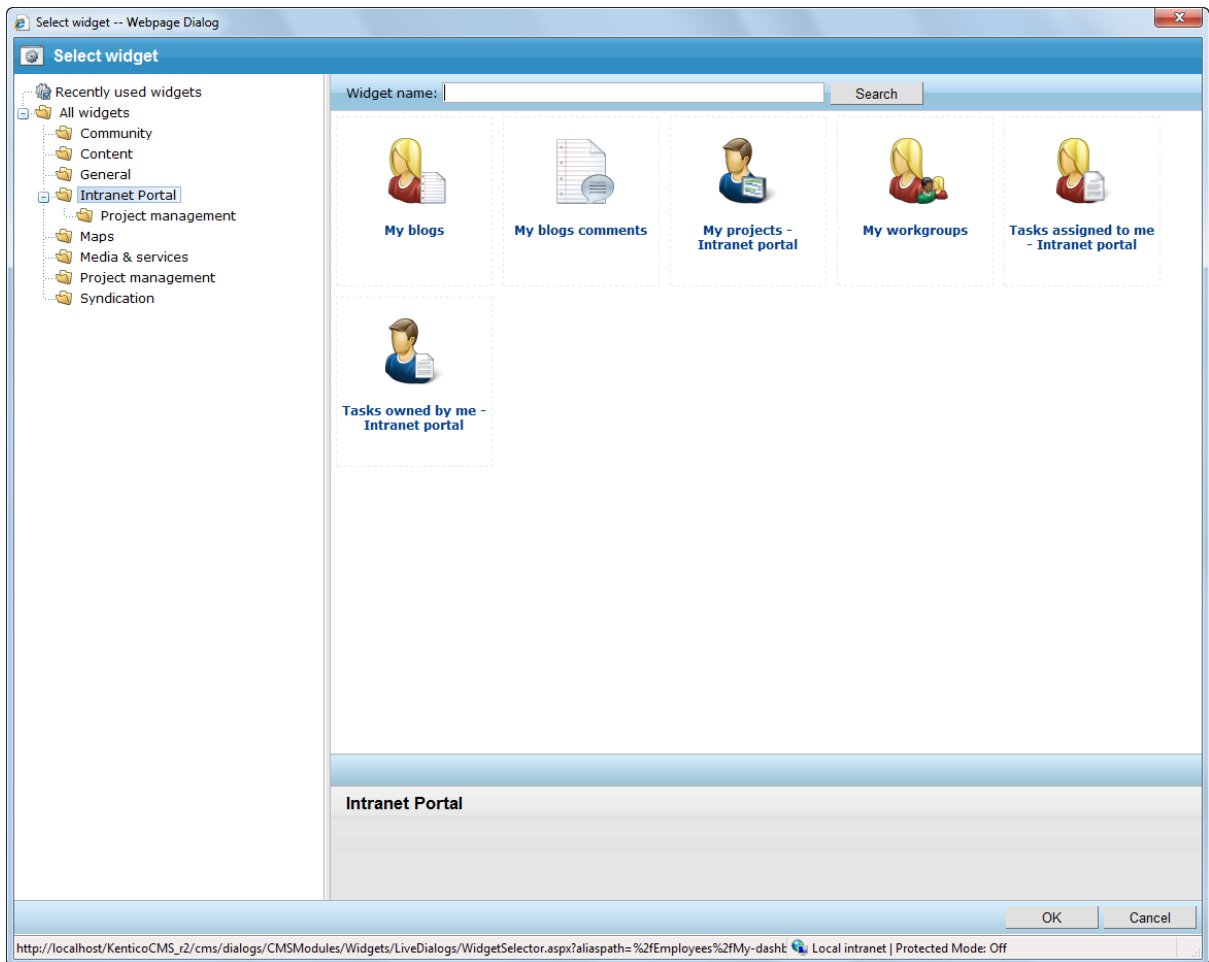 Select widget -- Webpage Dialog
x
Select widget
Recently used widgets
All widgets
Community
Content
General
Intranet Portal
Project management
Maps
Media & services
Project management
Syndication
Widget name:
Search
My blogs
My blogs comments
My projects -
Intranet portal
My workgroups
Tasks assigned to me
- Intranet portal
Tasks owned by me -
Intranet portal
Intranet Portal
OK
Cancel
http://localhost/KenticoCMS_r2/cms/dialogs/CMSModules/Widgets/LiveDialogs/WidgetSelector.aspx?aliaspath=%2fEmployees%2fMy-dashb
Local intranet | Protected Mode: Off